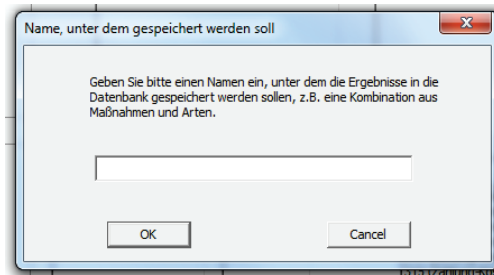 Name, unter dem gespeichert werden soll
Geben Sie bitte einen Namen ein, unter dem die Ergebnisse in die
Datenbank gespeichert werden sollen, z.B. eine Kombination aus
Maßnahmen und Arten.
OK
Cancel